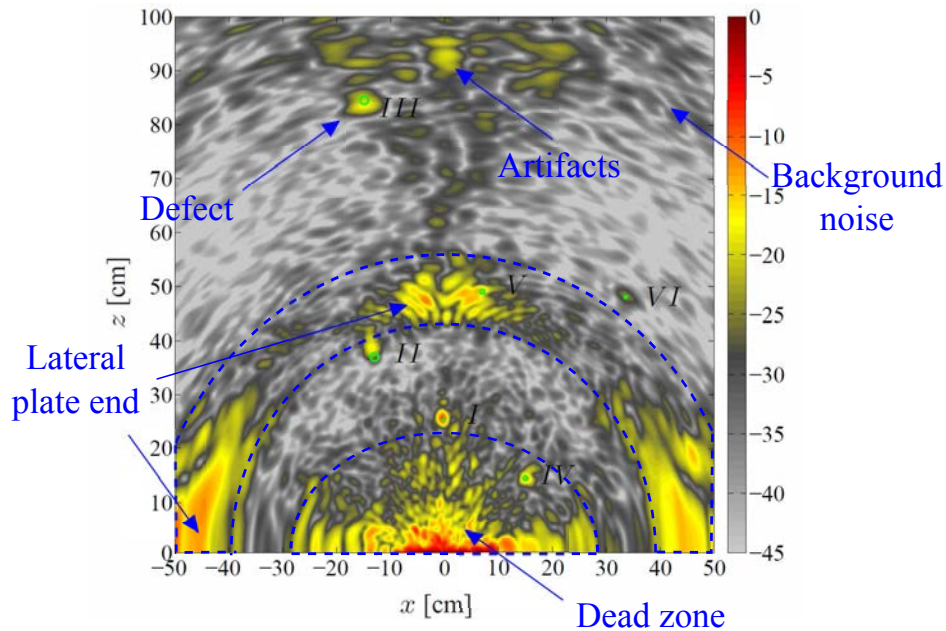 100
90
80
70
60
50
40
30
20
10
0
z [cm]
−50
−40
−30
−20
−10
0
10
20
30
40
50
x [cm]
0
−5
−10
−15
−20
−25
−30
−35
−40
−45
III
Defect
Artifacts
Background
noise
V
VI
Lateral
plate end
II
I
IV
Dead zone